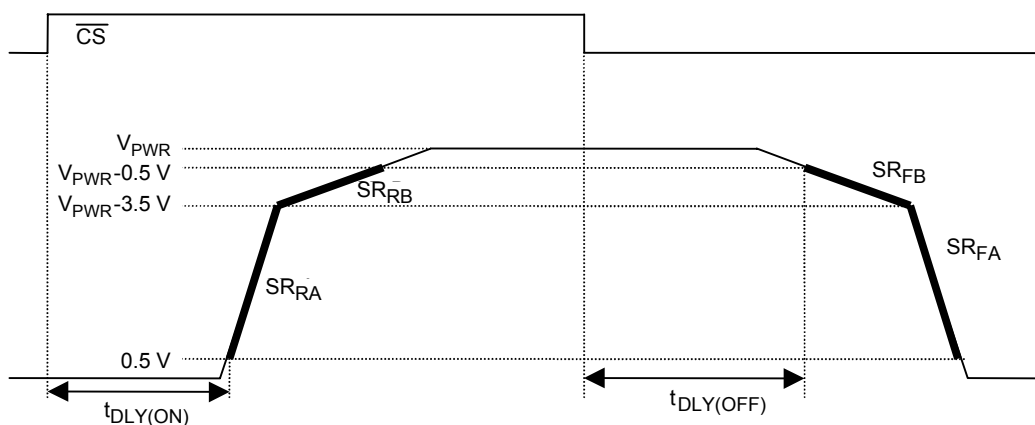 CS
VPWR
VPWR-0.5 V
VPWR-3.5 V
SRRB
SRFB
SRFA
SRRA
0.5 V
tDLY(ON)
tDLY(OFF)